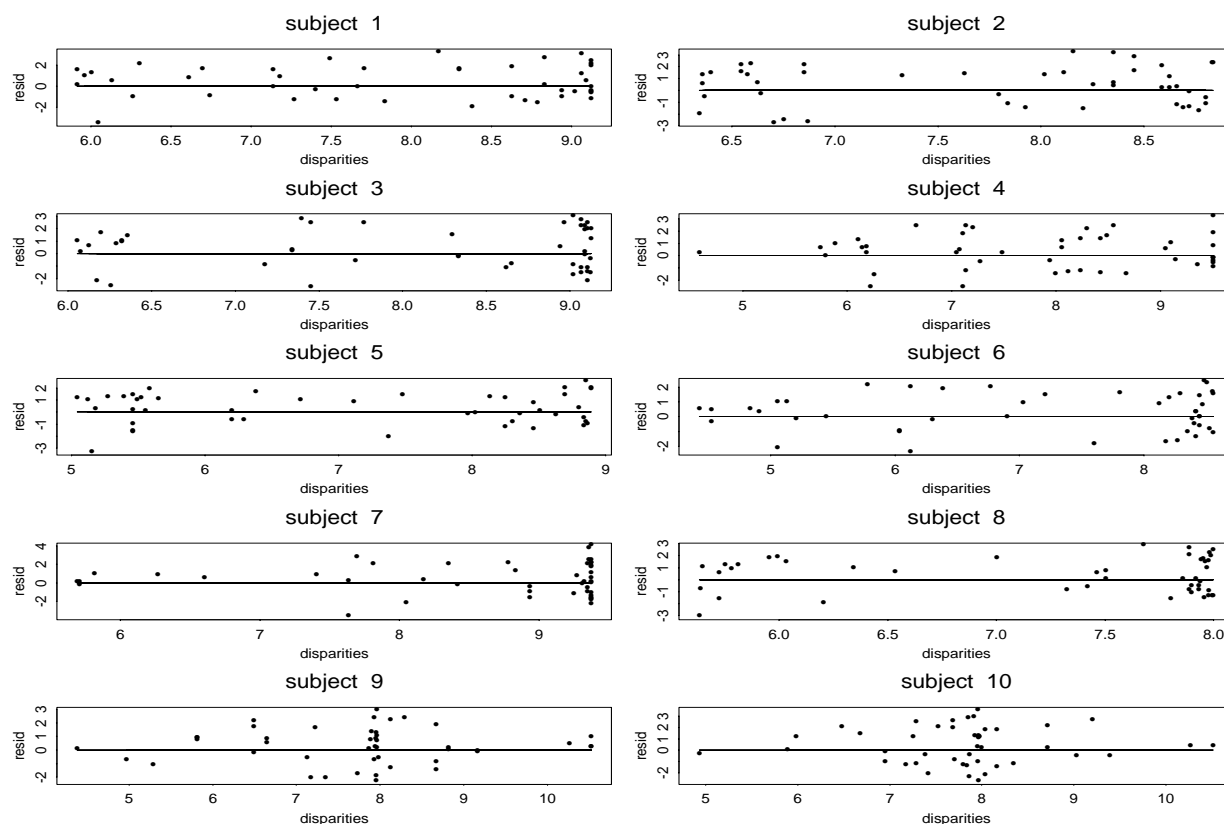 subject 1
resid
-2 0 2
6.0 6.5 7.0 7.5 8.0 8.5 9.0
disparities
subject 2
resid
-3 -1 1 2 3
6.5 7.0 7.5 8.0 8.5
disparities
subject 3
resid
-2 0 1 2 3
6.0 6.5 7.0 7.5 8.0 8.5 9.0
disparities
subject 4
resid
-2 0 1 2 3
5 6 7 8 9
disparities
subject 5
resid
-3 -1 1 2
5 6 7 8 9
disparities
subject 6
resid
-2 0 1 2
5 6 7 8
disparities
subject 7
resid
-2 0 2 4
6 7 8 9
disparities
subject 8
resid
-3 -1 1 2 3
6.0 6.5 7.0 7.5 8.0
disparities
subject 9
resid
-2 0 1 2 3
5 6 7 8 9 10
disparities
subject 10
resid
-2 0 1 2 3
5 6 7 8 9 10
disparities